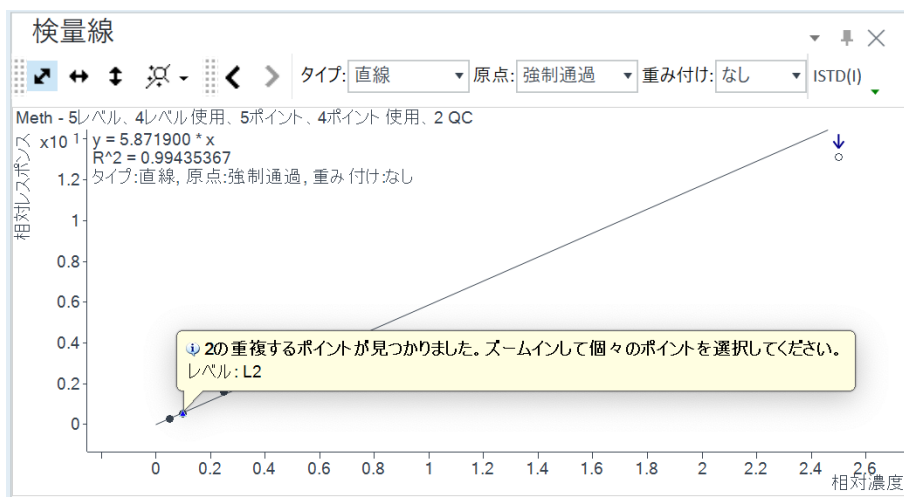 検量線
タイプ: 直線 原点: 強制通過 重み付け: なし ISTD(I)
Meth - 5レベル、4レベル使用、5ポイント、4ポイント 使用、2 QC
相対レスポンス
x10 1
y = 5.871900 * x
R^2 = 0.99435367
タイプ:直線, 原点:強制通過, 重み付け:なし
1.2
1
0.8
0.6
0.4
0.2
0
2の重複するポイントが見つかりました。ズームインして個々のポイントを選択してください。
レベル: L2
0 0.2 0.4 0.6 0.8 1 1.2 1.4 1.6 1.8 2 2.2 2.4 2.6
相対濃度